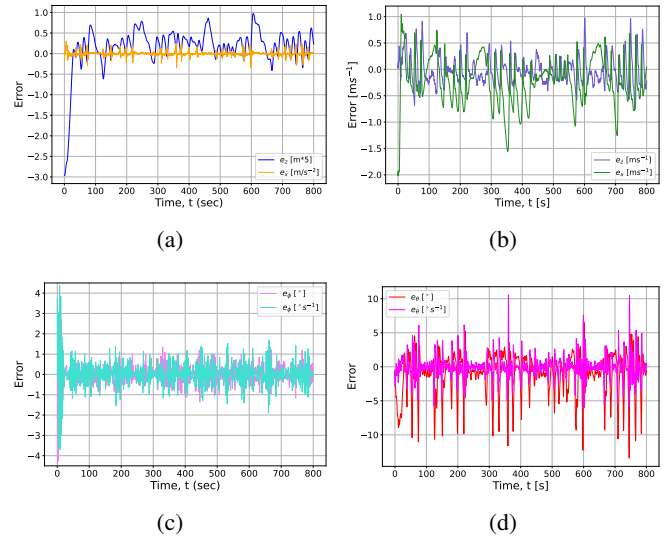 1.0
0.5
0.0
−0.5
−1.0
−1.5
−2.0
−2.5
−3.0
Error
e_z [m*5]
e_z̈ [m/s⁻²]
0 100 200 300 400 500 600 700 800
Time, t (sec)
(a)
1.0
0.5
0.0
−0.5
−1.0
−1.5
−2.0
Error [ms⁻¹]
e_ż [ms⁻¹]
e_ẋ [ms⁻¹]
0 200 400 600 800
Time, t [s]
(b)
4
3
2
1
0
−1
−2
−3
−4
Error
e_ϕ [°]
e_ϕ̇ [°s⁻¹]
0 100 200 300 400 500 600 700 800
Time, t (sec)
(c)
10
5
0
−5
−10
Error
e_θ [°]
e_θ̇ [°s⁻¹]
0 100 200 300 400 500 600 700 800
Time, t [s]
(d)